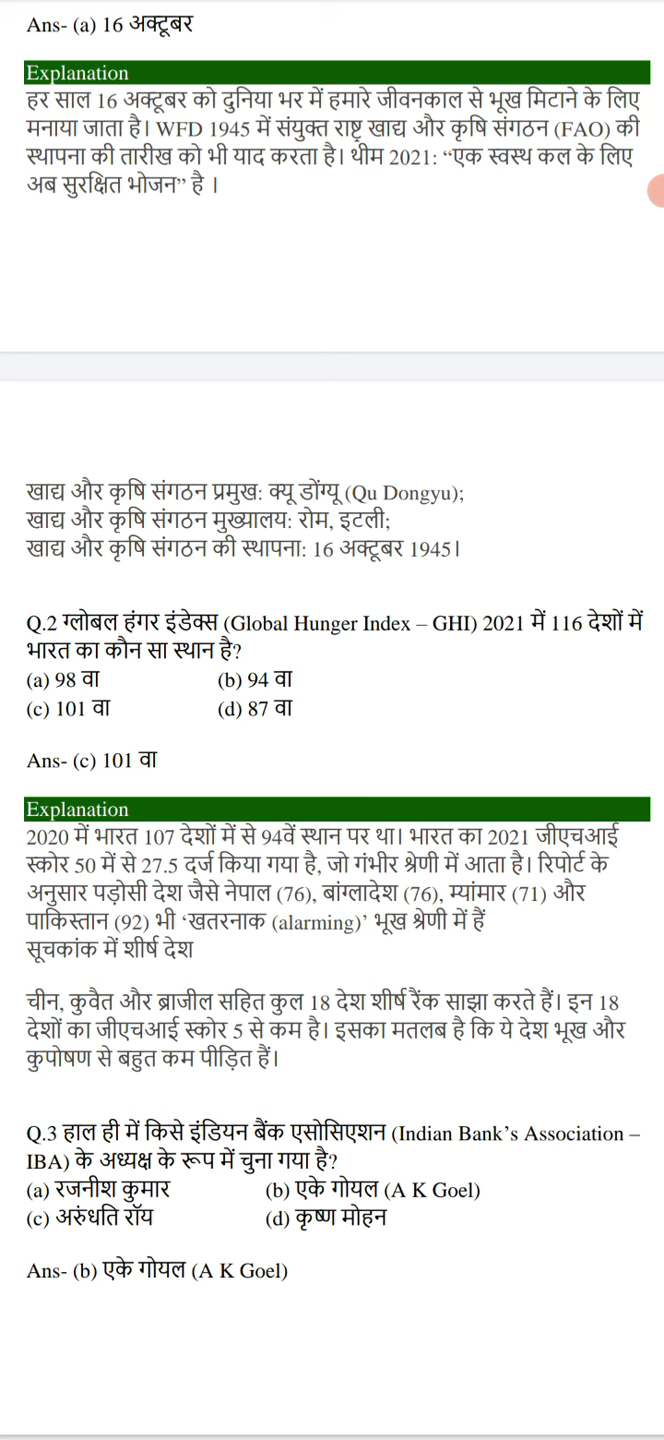 Ans- (a) 16 अक्टूबर
Explanation
हर साल 16 अक्टूबर को दुनिया भर में हमारे जीवनकाल से भूख मिटाने के लिए
मनाया जाता है। WFD 1945 में संयुक्त राष्ट्र खाद्य और कृषि संगठन (FAO) की
स्थापना की तारीख को भी याद करता है। थीम 2021: “एक स्वस्थ कल के लिए
अब सुरक्षित भोजन” है ।
खाद्य और कृषि संगठन प्रमुख: क्यू डोंग्यू (Qu Dongyu);
खाद्य और कृषि संगठन मुख्यालय: रोम, इटली;
खाद्य और कृषि संगठन की स्थापना: 16 अक्टूबर 1945।
Q.2 ग्लोबल हंगर इंडेक्स (Global Hunger Index – GHI) 2021 में 116 देशों में
भारत का कौन सा स्थान है?
(a) 98 वा (b) 94 वा
(c) 101 वा (d) 87 वा
Ans- (c) 101 वा
Explanation
2020 में भारत 107 देशों में से 94वें स्थान पर था। भारत का 2021 जीएचआई
स्कोर 50 में से 27.5 दर्ज किया गया है, जो गंभीर श्रेणी में आता है। रिपोर्ट के
अनुसार पड़ोसी देश जैसे नेपाल (76), बांग्लादेश (76), म्यांमार (71) और
पाकिस्तान (92) भी ‘खतरनाक (alarming)’ भूख श्रेणी में हैं
सूचकांक में शीर्ष देश
चीन, कुवैत और ब्राजील सहित कुल 18 देश शीर्ष रैंक साझा करते हैं। इन 18
देशों का जीएचआई स्कोर 5 से कम है। इसका मतलब है कि ये देश भूख और
कुपोषण से बहुत कम पीड़ित हैं।
Q.3 हाल ही में किसे इंडियन बैंक एसोसिएशन (Indian Bank’s Association –
IBA) के अध्यक्ष के रूप में चुना गया है?
(a) रजनीश कुमार (b) एके गोयल (A K Goel)
(c) अरुंधति रॉय (d) कृष्ण मोहन
Ans- (b) एके गोयल (A K Goel)